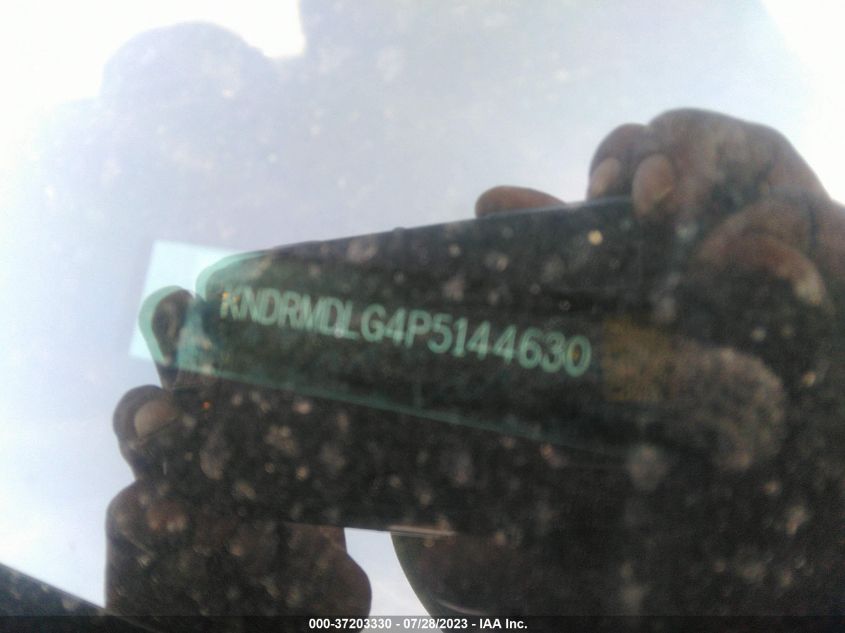 KNDRMDLG4P5144630
000-37203330 - 07/28/2023 - IAA Inc.